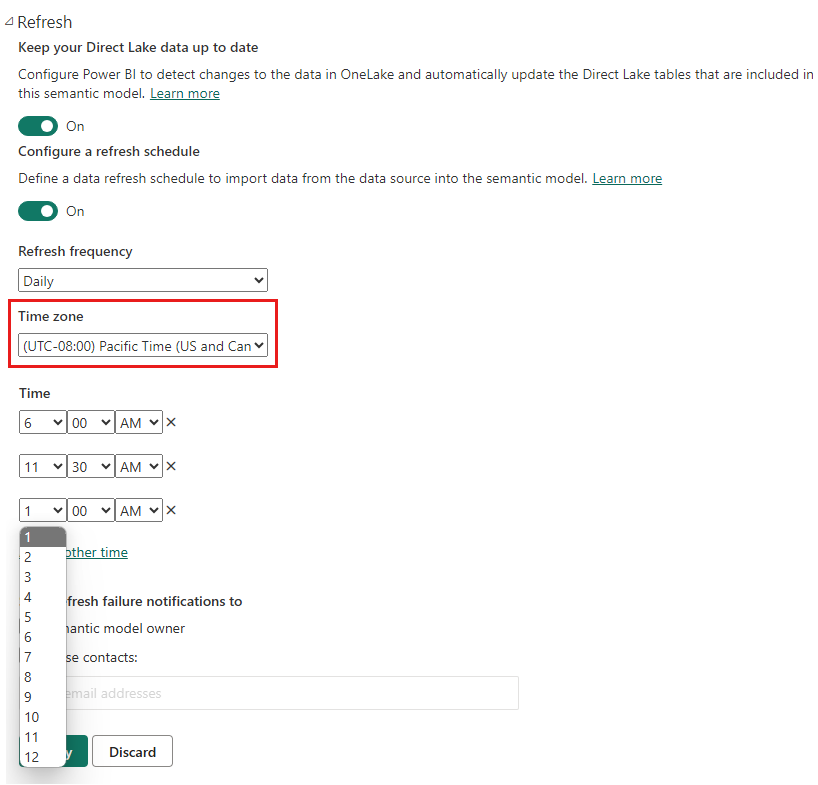 Refresh
Keep your Direct Lake data up to date
Configure Power BI to detect changes to the data in OneLake and automatically update the Direct Lake tables that are included in
this semantic model. Learn more
On
Configure a refresh schedule
Define a data refresh schedule to import data from the data source into the semantic model. Learn more
On
Refresh frequency
Daily
Time zone
(UTC-08:00) Pacific Time (US and Can
Time
6 00 AM ×
11 30 AM ×
1 00 AM ×
1
2
other time
3
4
fresh failure notifications to
5
6
mantic model owner
7
se contacts:
8
9
email addresses
10
11
12
y Discard